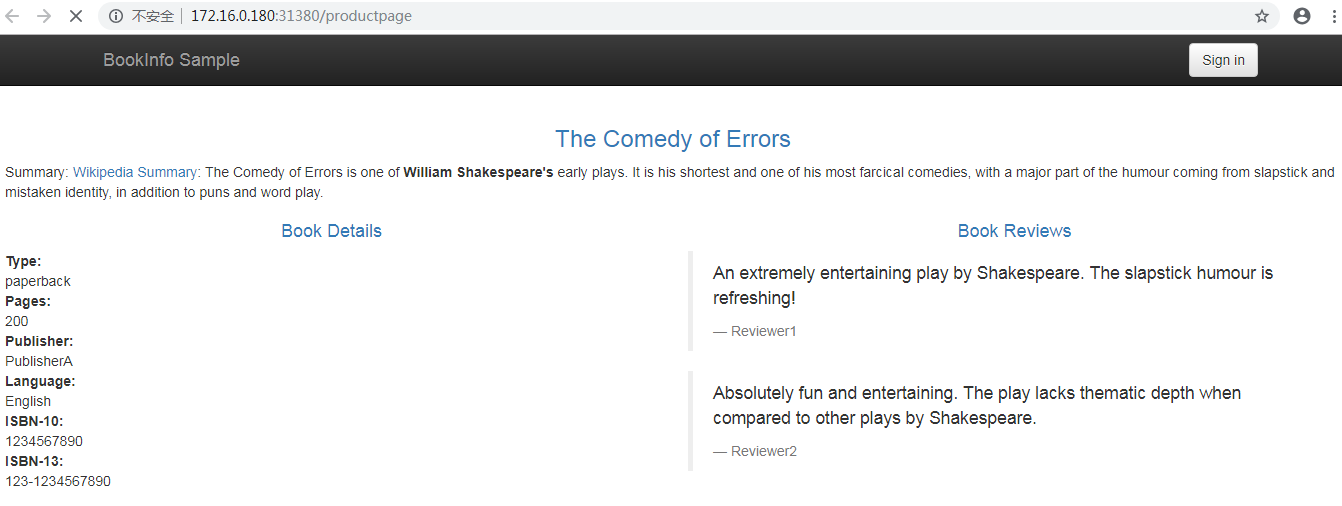 不安全 172.16.0.180:31380/productpage
BookInfo Sample
Sign in
The Comedy of Errors
Summary: Wikipedia Summary: The Comedy of Errors is one of William Shakespeare's early plays. It is his shortest and one of his most farcical comedies, with a major part of the humour coming from slapstick and
mistaken identity, in addition to puns and word play.
Book Details
Type:
paperback
Pages:
200
Publisher:
PublisherA
Language:
English
ISBN-10:
1234567890
ISBN-13:
123-1234567890
Book Reviews
An extremely entertaining play by Shakespeare. The slapstick humour is
refreshing!
— Reviewer1
Absolutely fun and entertaining. The play lacks thematic depth when
compared to other plays by Shakespeare.
— Reviewer2